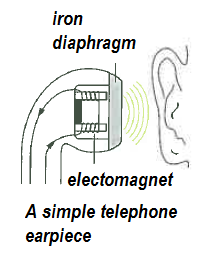 iron
diaphragm
electomagnet
A simple telephone
earpiece